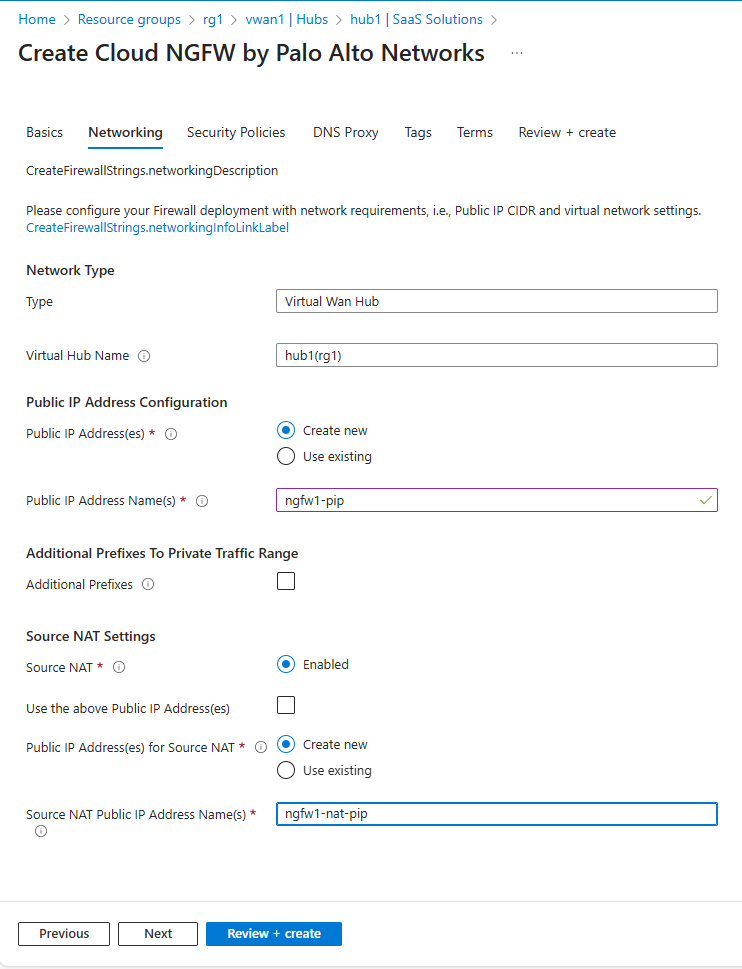 Home > Resource groups > rg1 > vwan1 | Hubs > hub1 | SaaS Solutions >
Create Cloud NGFW by Palo Alto Networks ...
Basics Networking Security Policies DNS Proxy Tags Terms Review + create
CreateFirewallStrings.networkingDescription
Please configure your Firewall deployment with network requirements, i.e., Public IP CIDR and virtual network settings.
CreateFirewallStrings.networkingInfoLinkLabel
Network Type
Type Virtual Wan Hub
Virtual Hub Name hub1(rg1)
Public IP Address Configuration
Public IP Address(es) * Create new
Use existing
Public IP Address Name(s) * ngfw1-pip
Additional Prefixes To Private Traffic Range
Additional Prefixes
Source NAT Settings
Source NAT * Enabled
Use the above Public IP Address(es)
Public IP Address(es) for Source NAT * Create new
Use existing
Source NAT Public IP Address Name(s) * ngfw1-nat-pip
Previous Next Review + create